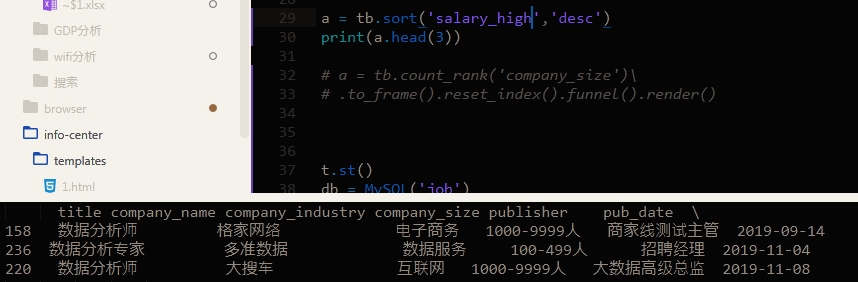 ~$1.xlsx
GDP分析
wifi分析
搜索
browser
info-center
templates
1.html
29 a = tb.sort('salary_high','desc')
30 print(a.head(3))
31
32 # a = tb.count_rank('company_size')\
33 # .to_frame().reset_index().funnel().render()
34
35
36
37 t.st()
38 db = MySQL('job')
title company_name company_industry company_size publisher pub_date \
158 数据分析师 格家网络 电子商务 1000-9999人 商家线测试主管 2019-09-14
236 数据分析专家 多准数据 数据服务 100-499人 招聘经理 2019-11-04
220 数据分析师 大搜车 互联网 1000-9999人 大数据高级总监 2019-11-08